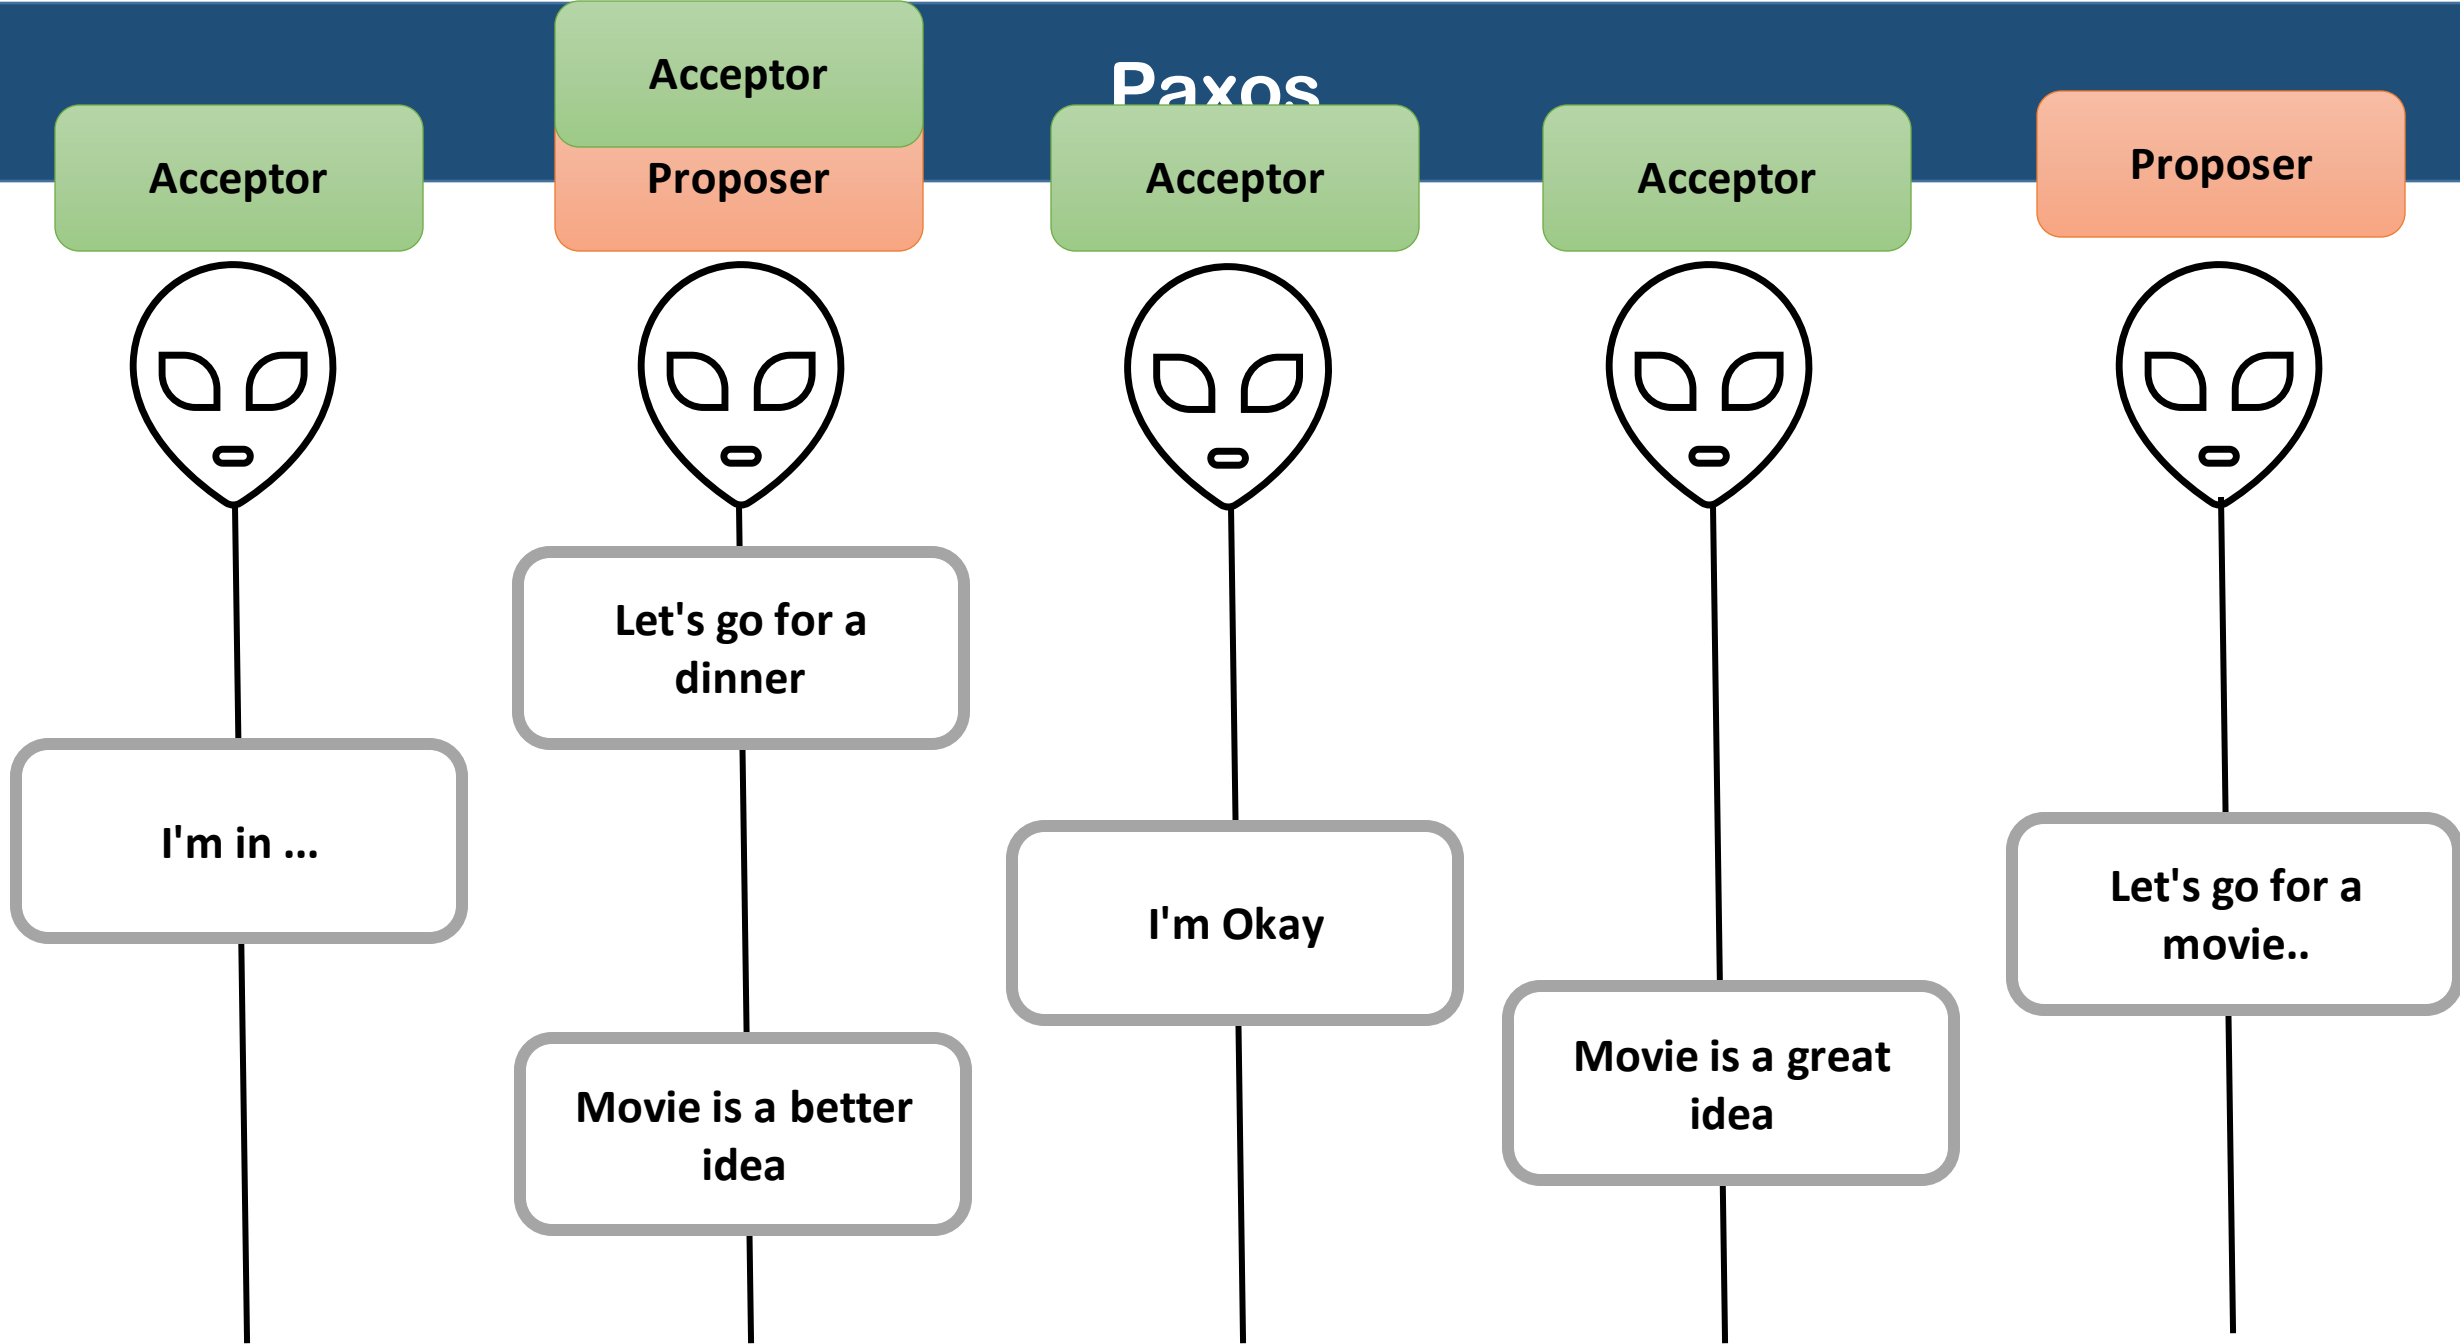 Paxos
Acceptor
Acceptor
Proposer
Acceptor
Acceptor
Proposer
Let's go for a
dinner
I'm in ...
I'm Okay
Let's go for a
movie..
Movie is a great
idea
Movie is a better
idea